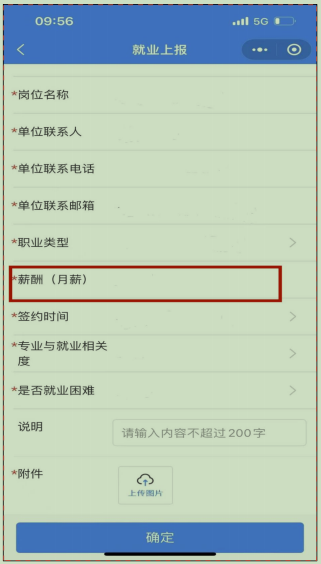 09:56
5G
就业上报
*岗位名称
*单位联系人
*单位联系电话
*单位联系邮箱
*职业类型
*薪酬（月薪）
*签约时间
*专业与就业相关
度
*是否就业困难
说明
请输入内容不超过200字
*附件
上传图片
确定